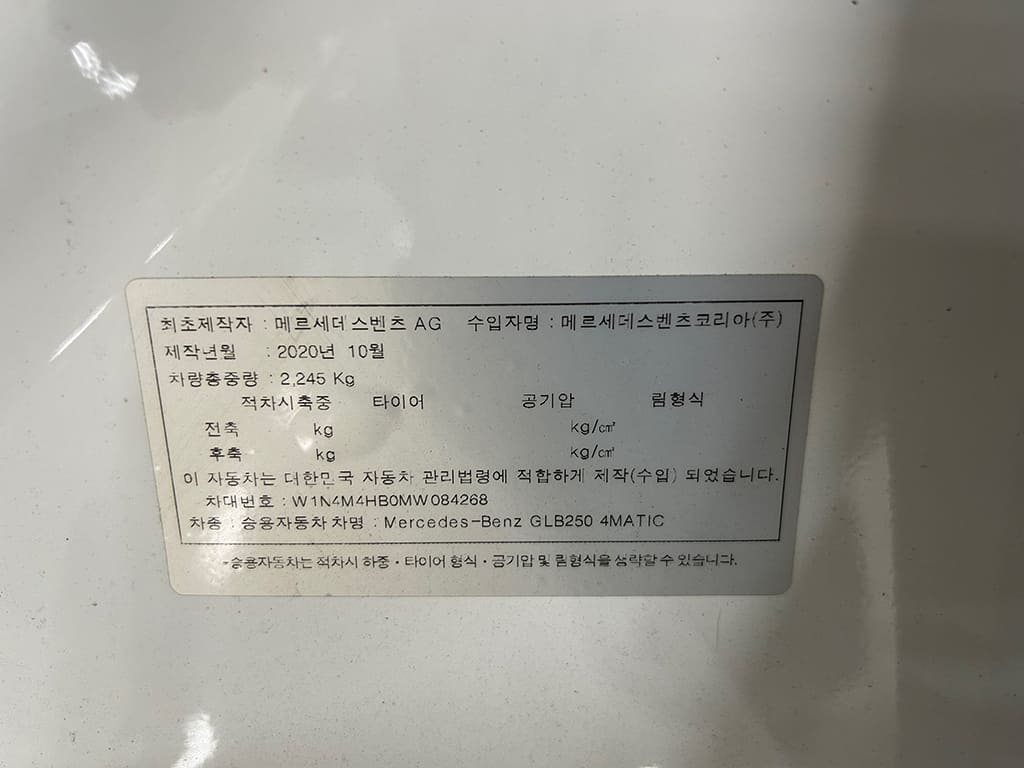 최초제작자 : 메르세데스벤츠 AG 수입자명 : 메르세데스벤츠코리아(주)
제작년월 : 2020년 10월
차량총중량 : 2,245 Kg
적차시축중 타이어 공기압 림형식
전축 kg kg/㎠
후축 kg kg/㎠
이 자동차는 대한민국 자동차 관리법령에 적합하게 제작(수입) 되었습니다.
차대번호 : W1N4M4HB0MW084268
차종 : 승용자동차 차명 : Mercedes-Benz GLB250 4MATIC
-승용자동차는 적차시 하중·타이어 형식·공기압 및 림형식을 생략할 수 있습니다.